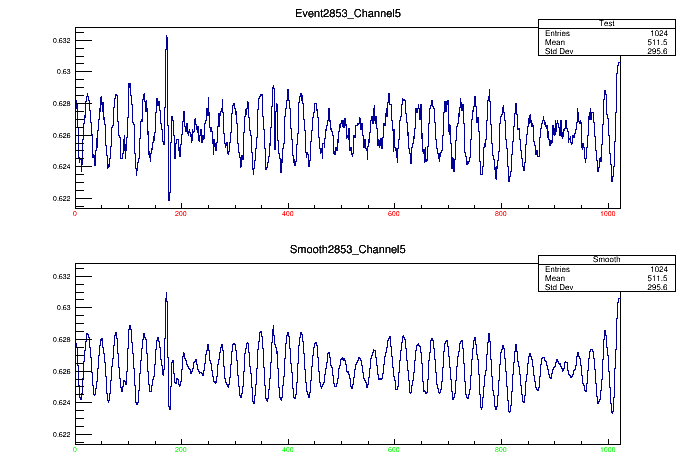 Event2853_Channel5
Test
Entries 1024
Mean 511.5
Std Dev 295.6
0.632
0.63
0.628
0.626
0.624
0.622
0 200 400 600 800 1000
Smooth2853_Channel5
Smooth
Entries 1024
Mean 511.5
Std Dev 295.6
0.632
0.63
0.628
0.626
0.624
0.622
0 200 400 600 800 1000